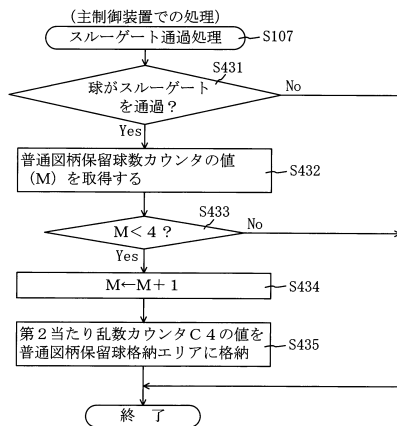 (主制御装置での処理)
スルーゲート通過処理
S107
S431
球がスルーゲート
を通過?
No
Yes
普通図柄保留球数カウンタの値
(M)を取得する
S432
S433
M<4?
No
Yes
M←M+1
S434
第2当たり乱数カウンタC4の値を
普通図柄保留球格納エリアに格納
S435
終 了